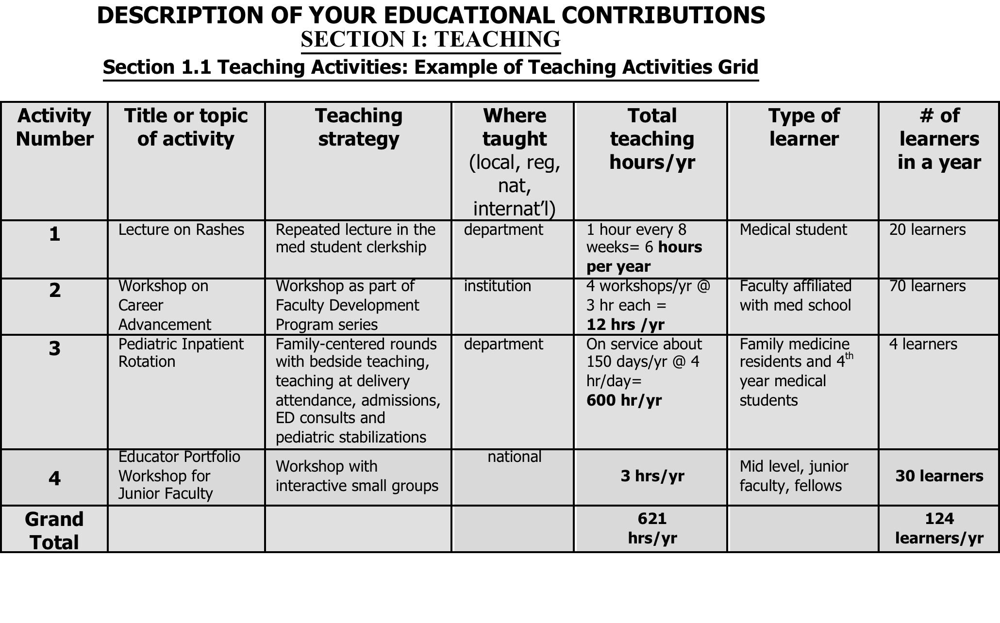 DESCRIPTION OF YOUR EDUCATIONAL CONTRIBUTIONS
SECTION I: TEACHING
Section 1.1 Teaching Activities: Example of Teaching Activities Grid
Activity
Number
Title or topic
of activity
Teaching
strategy
Where
taught
(local, reg,
nat,
internat’l)
Total
teaching
hours/yr
Type of
learner
# of
learners
in a year
1
Lecture on Rashes
Repeated lecture in the
med student clerkship
department
1 hour every 8
weeks= 6 hours
per year
Medical student
20 learners
2
Workshop on
Career
Advancement
Workshop as part of
Faculty Development
Program series
institution
4 workshops/yr @
3 hr each =
12 hrs /yr
Faculty affiliated
with med school
70 learners
3
Pediatric Inpatient
Rotation
Family-centered rounds
with bedside teaching,
teaching at delivery
attendance, admissions,
ED consults and
pediatric stabilizations
department
On service about
150 days/yr @ 4
hr/day=
600 hr/yr
Family medicine
residents and 4th
year medical
students
4 learners
4
Educator Portfolio
Workshop for
Junior Faculty
Workshop with
interactive small groups
national
3 hrs/yr
Mid level, junior
faculty, fellows
30 learners
Grand
Total
621
hrs/yr
124
learners/yr